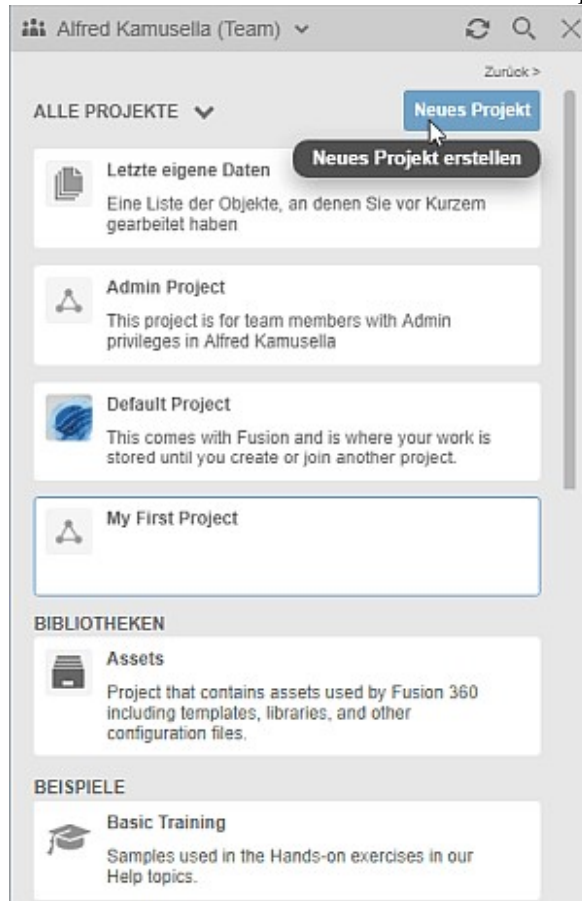 Alfred Kamusella (Team)
Zurück >
ALLE PROJEKTE
Neues Projekt
Neues Projekt erstellen
Letzte eigene Daten
Eine Liste der Objekte, an denen Sie vor Kurzem
gearbeitet haben
Admin Project
This project is for team members with Admin
privileges in Alfred Kamusella
Default Project
This comes with Fusion and is where your work is
stored until you create or join another project.
My First Project
BIBLIOTHEKEN
Assets
Project that contains assets used by Fusion 360
including templates, libraries, and other
configuration files.
BEISPIELE
Basic Training
Samples used in the Hands-on exercises in our
Help topics.